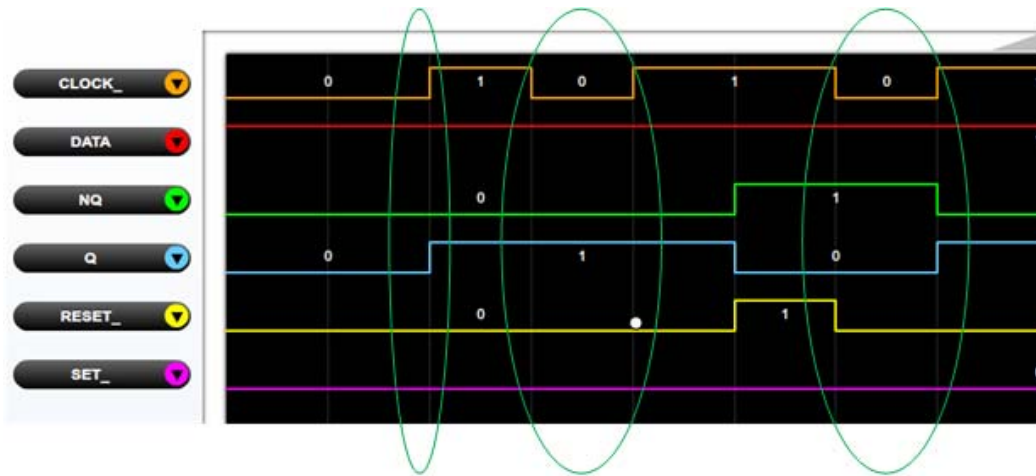 CLOCK_ 0 1 0 1 0
DATA
NQ 0 1
Q 0 1 0
RESET_ 0 1
SET_